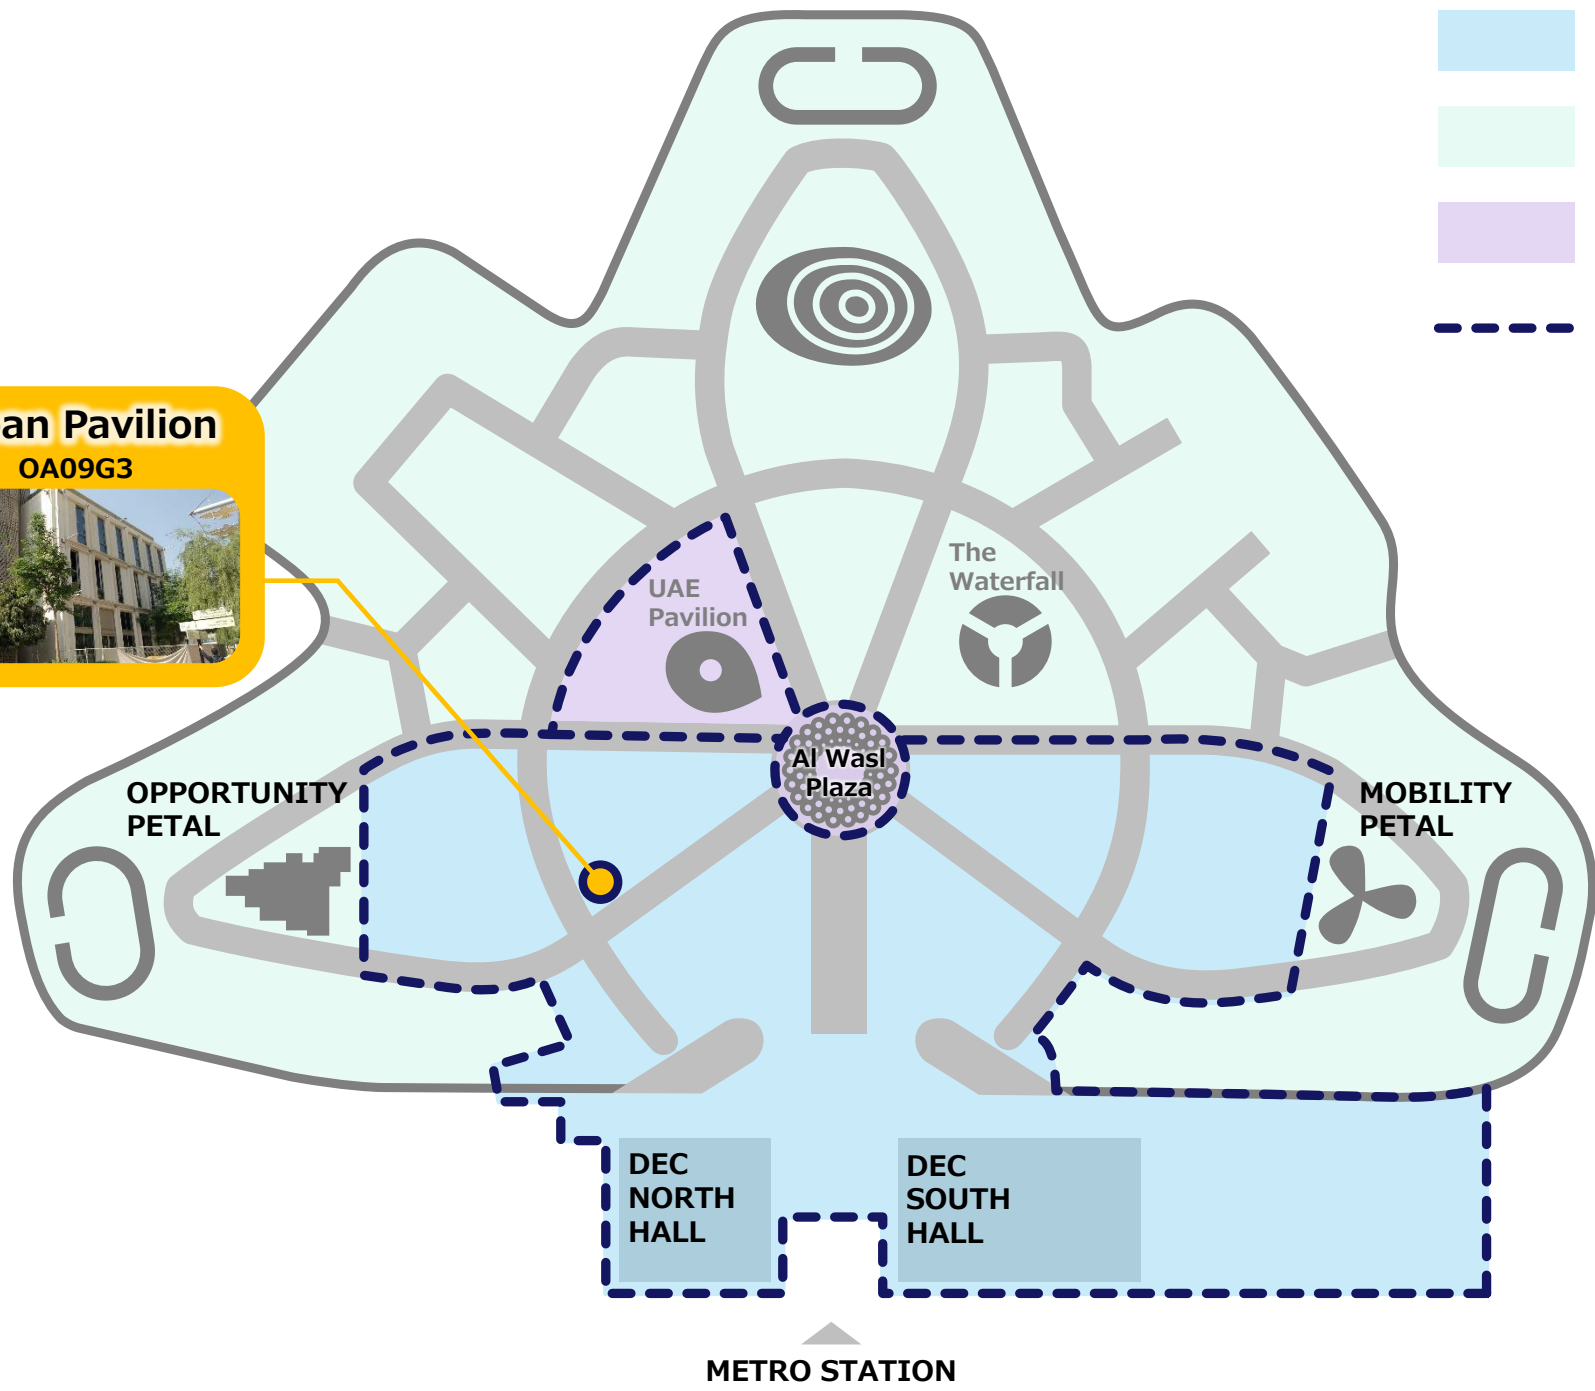 an Pavilion
OA09G3
The
Waterfall
UAE
Pavilion
Al Wasl
Plaza
OPPORTUNITY
PETAL
MOBILITY
PETAL
DEC
NORTH
HALL
DEC
SOUTH
HALL
METRO STATION